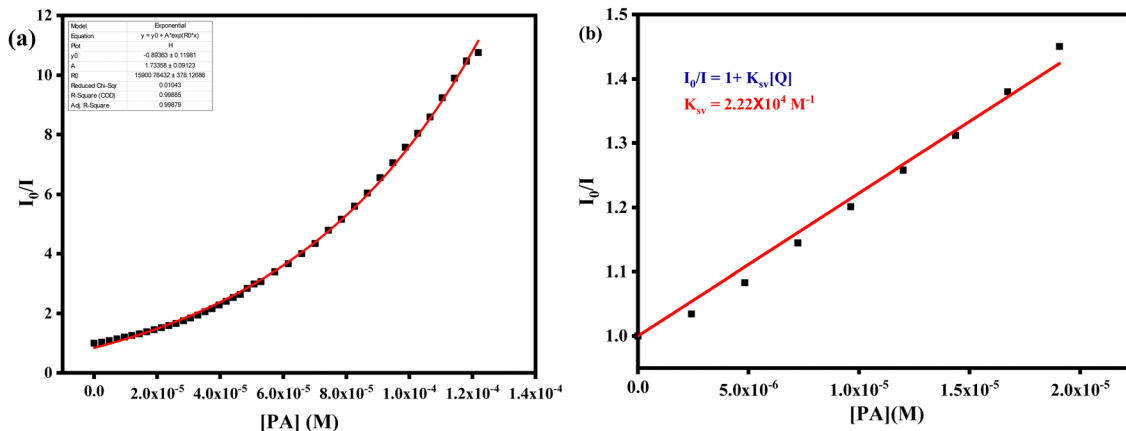 (a)
Model Exponential
Equation y = y0 + A*exp(R0*x)
Plot H
y0 -0.89363 ± 0.11981
A 1.73358 ± 0.09123
R0 15900.76432 ± 378.12686
Reduced Chi-Sqr 0.01043
R-Square (COD) 0.99885
Adj. R-Square 0.99879
I₀/I
12
10
8
6
4
2
0
0.0 2.0x10⁻⁵ 4.0x10⁻⁵ 6.0x10⁻⁵ 8.0x10⁻⁵ 1.0x10⁻⁴ 1.2x10⁻⁴ 1.4x10⁻⁴
[PA] (M)
(b)
I₀/I = 1+ Kₛᵥ[Q]
Kₛᵥ = 2.22X10⁴ M⁻¹
I₀/I
1.5
1.4
1.3
1.2
1.1
1.0
0.0 5.0x10⁻⁶ 1.0x10⁻⁵ 1.5x10⁻⁵ 2.0x10⁻⁵
[PA](M)